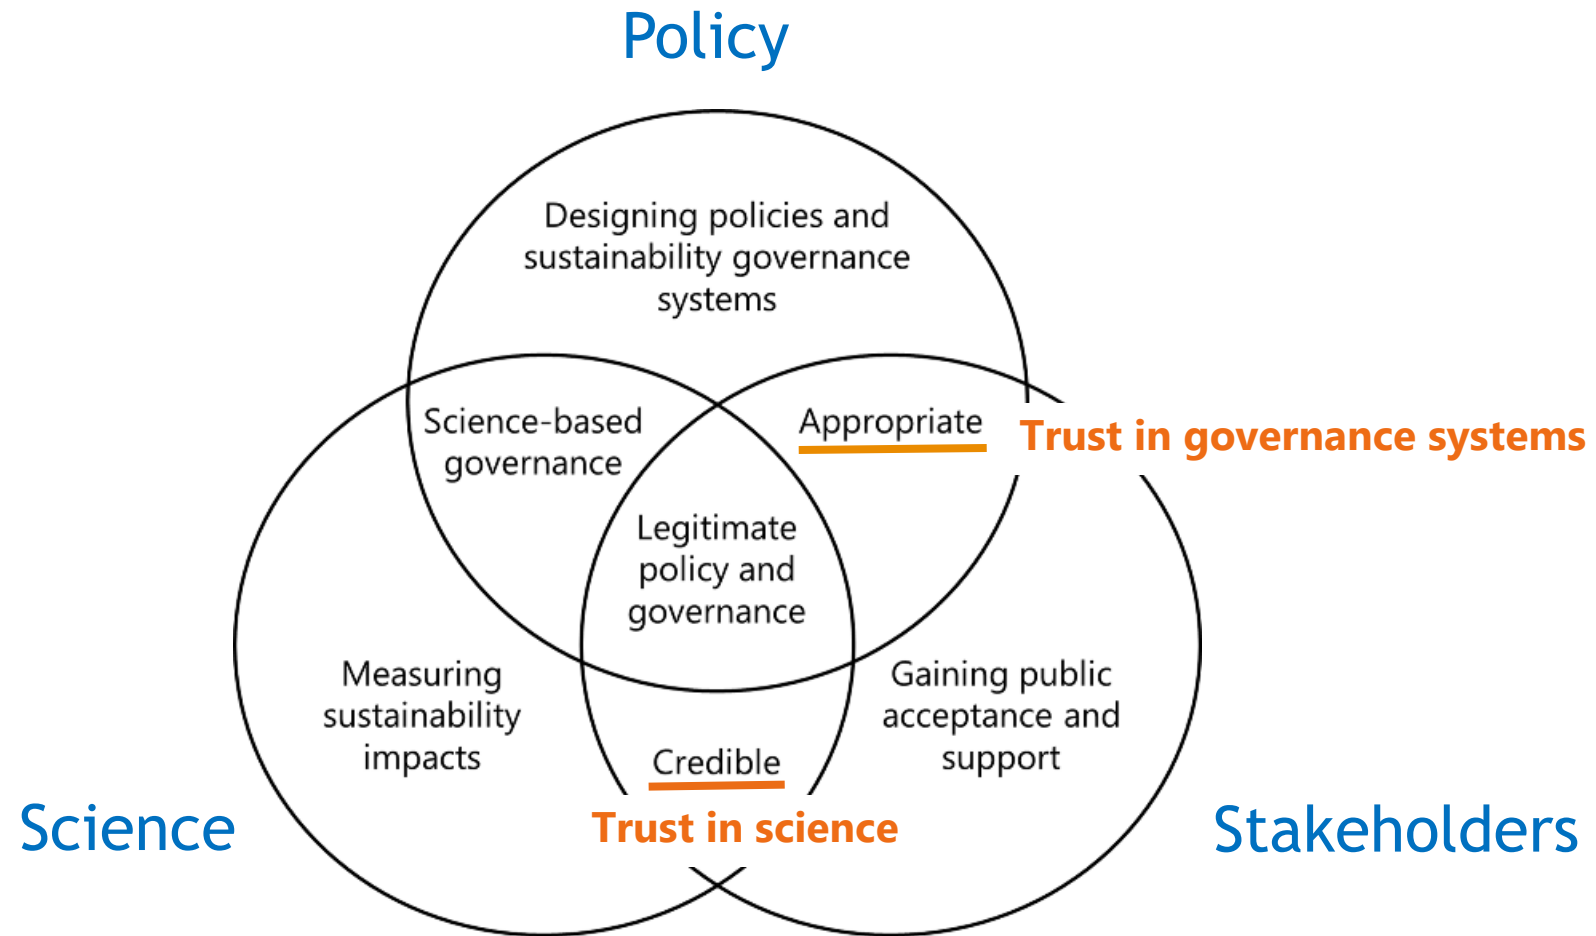 Policy
Designing policies and
sustainability governance
systems
Science-based
governance
Appropriate
Trust in governance systems
Legitimate
policy and
governance
Measuring
sustainability
impacts
Gaining public
acceptance and
support
Credible
Trust in science
Science
Stakeholders